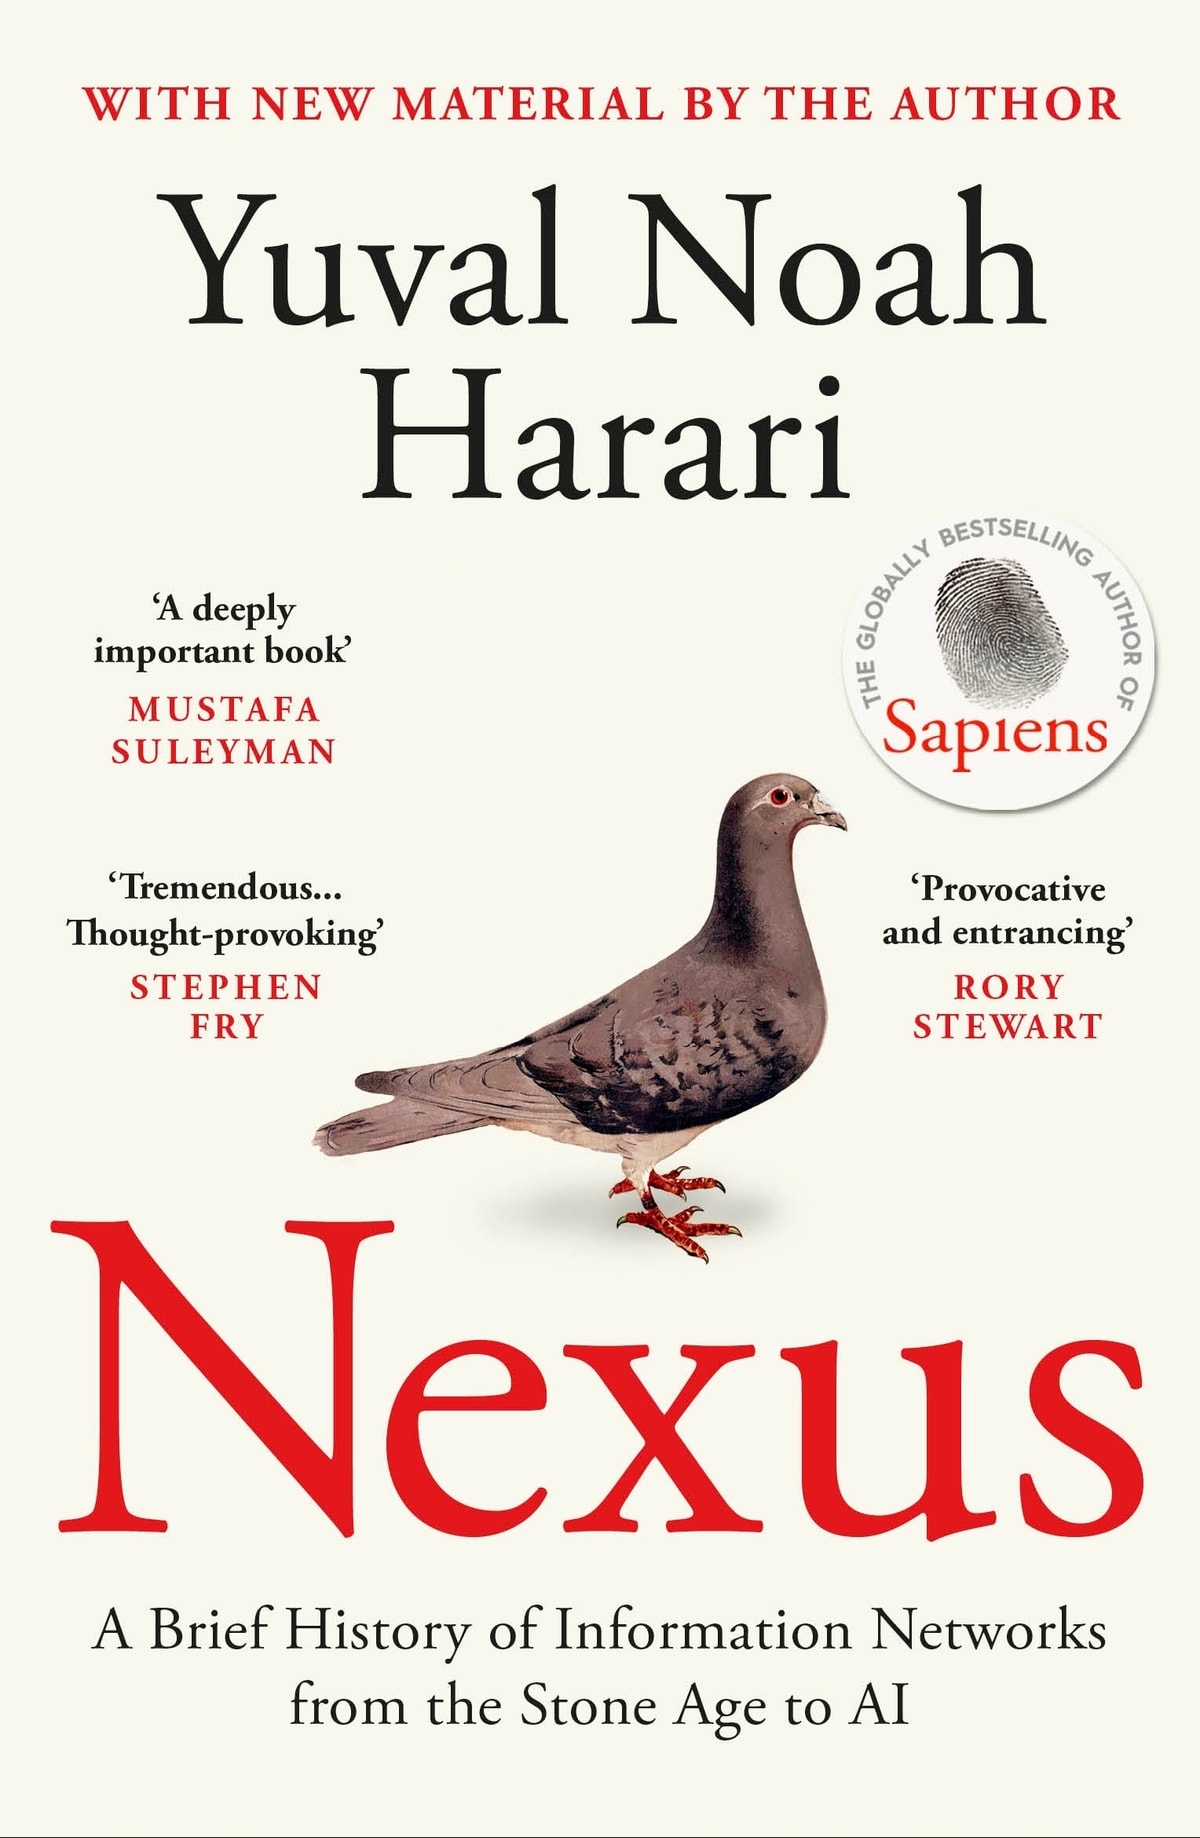 WITH NEW MATERIAL BY THE AUTHOR
Yuval Noah
Harari
THE GLOBALLY BESTSELLING AUTHOR OF
Sapiens
‘A deeply
important book’
MUSTAFA
SULEYMAN
‘Tremendous...
Thought-provoking’
STEPHEN
FRY
‘Provocative
and entrancing’
RORY
STEWART
Nexus
A Brief History of Information Networks
from the Stone Age to AI